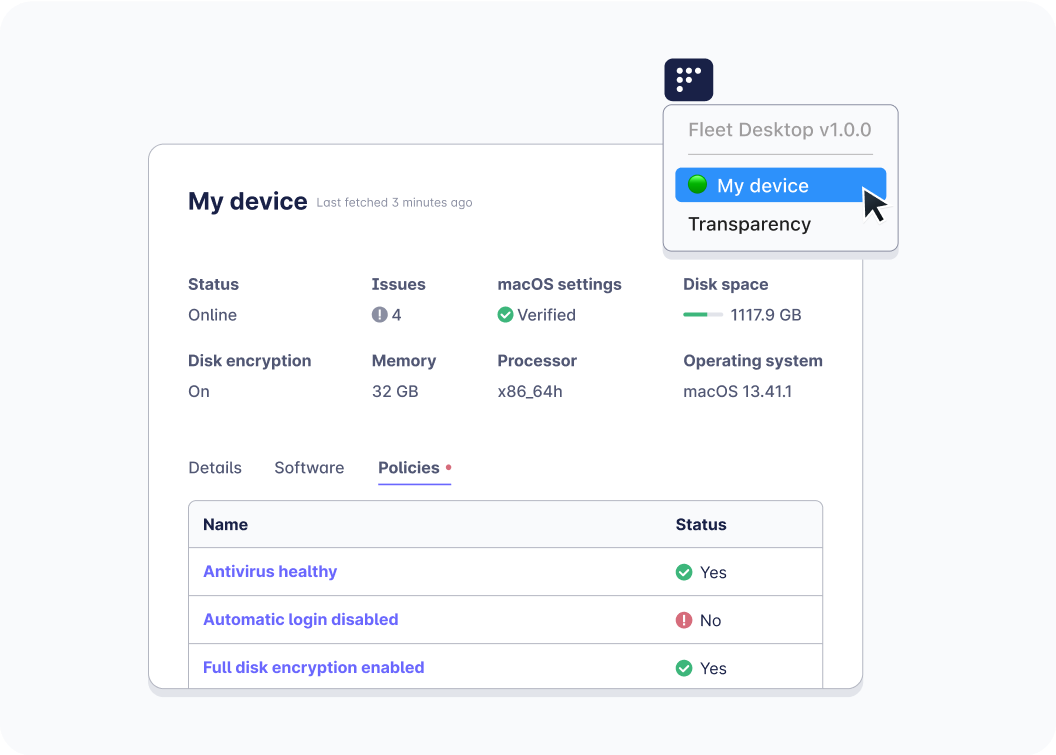 Fleet Desktop v1.0.0
My device
Transparency
My device Last fetched 3 minutes ago
Status Issues macOS settings Disk space
Online 4 Verified 1117.9 GB
Disk encryption Memory Processor Operating system
On 32 GB x86_64h macOS 13.41.1
Details Software Policies
Name Status
Antivirus healthy Yes
Automatic login disabled No
Full disk encryption enabled Yes